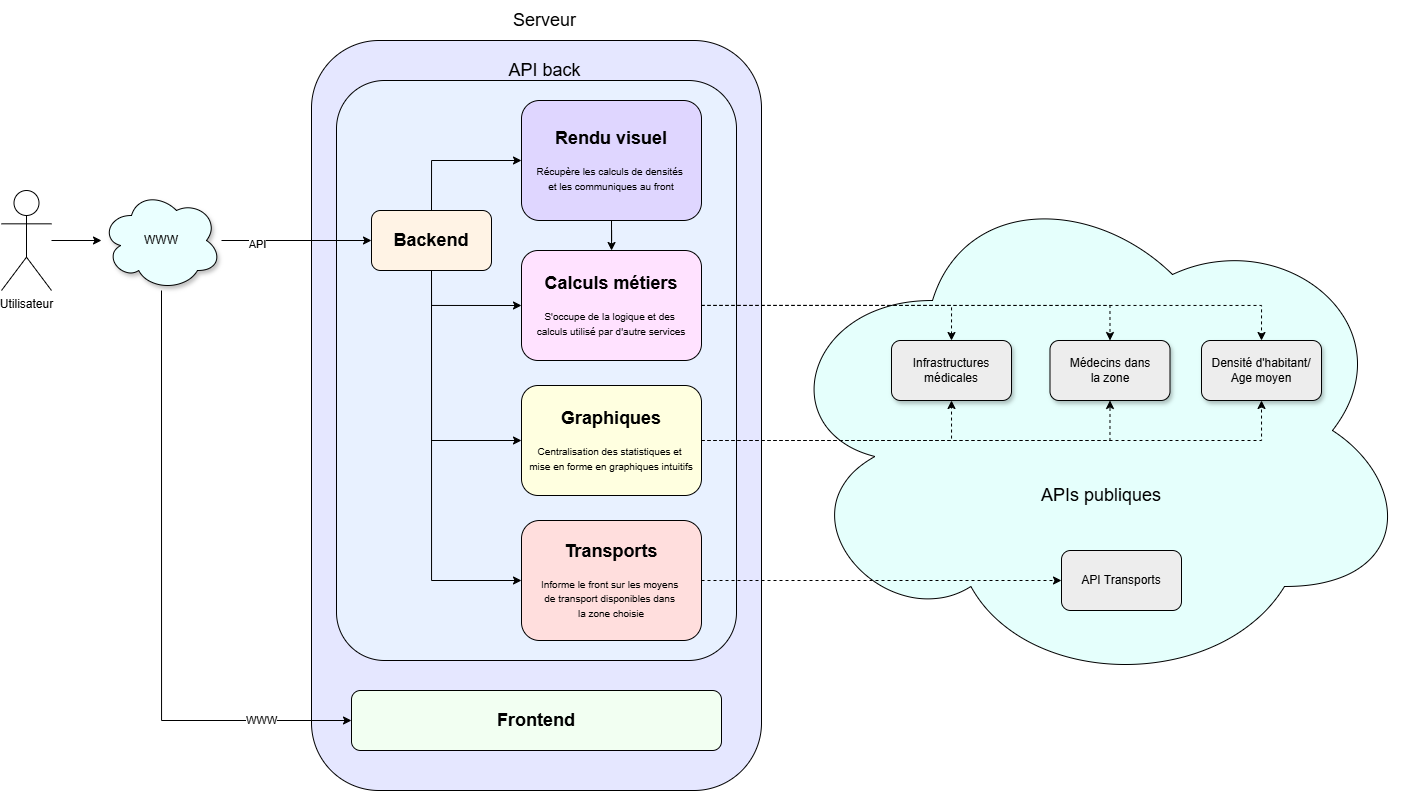 Serveur
API back
Rendu visuel
Récupère les calculs de densités
et les communiques au front
Utilisateur
WWW
API
Backend
Calculs métiers
S'occupe de la logique et des
calculs utilisé par d'autre services
Graphiques
Centralisation des statistiques et
mise en forme en graphiques intuitifs
Transports
Informe le front sur les moyens
de transport disponibles dans
la zone choisie
WWW
Frontend
Infrastructures
médicales
Médecins dans
la zone
Densité d'habitant/
Age moyen
APIs publiques
API Transports